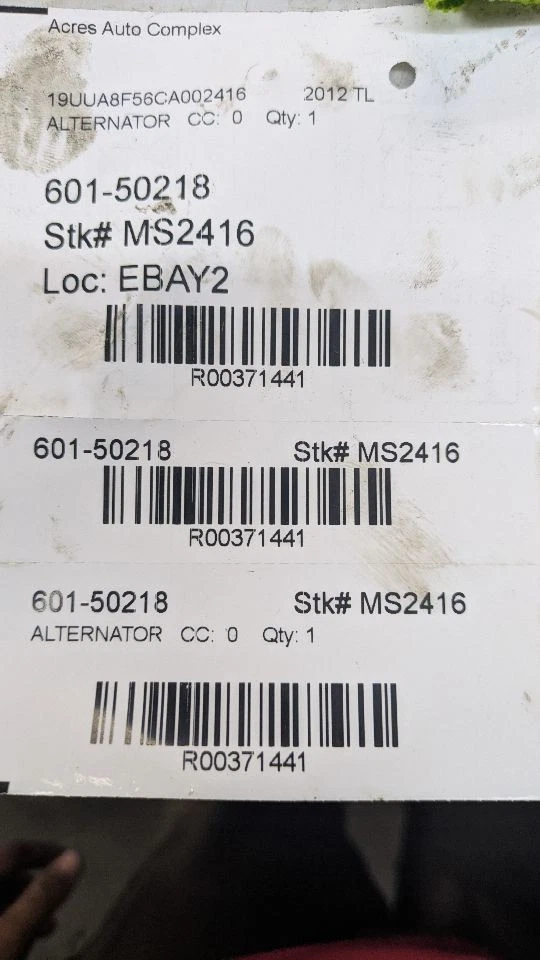 Acres Auto Complex
19UUA8F56CA002416 2012 TL
ALTERNATOR CC: 0 Qty: 1
601-50218
Stk# MS2416
Loc: EBAY2
R00371441
601-50218 Stk# MS2416
R00371441
601-50218 Stk# MS2416
ALTERNATOR CC: 0 Qty: 1
R00371441